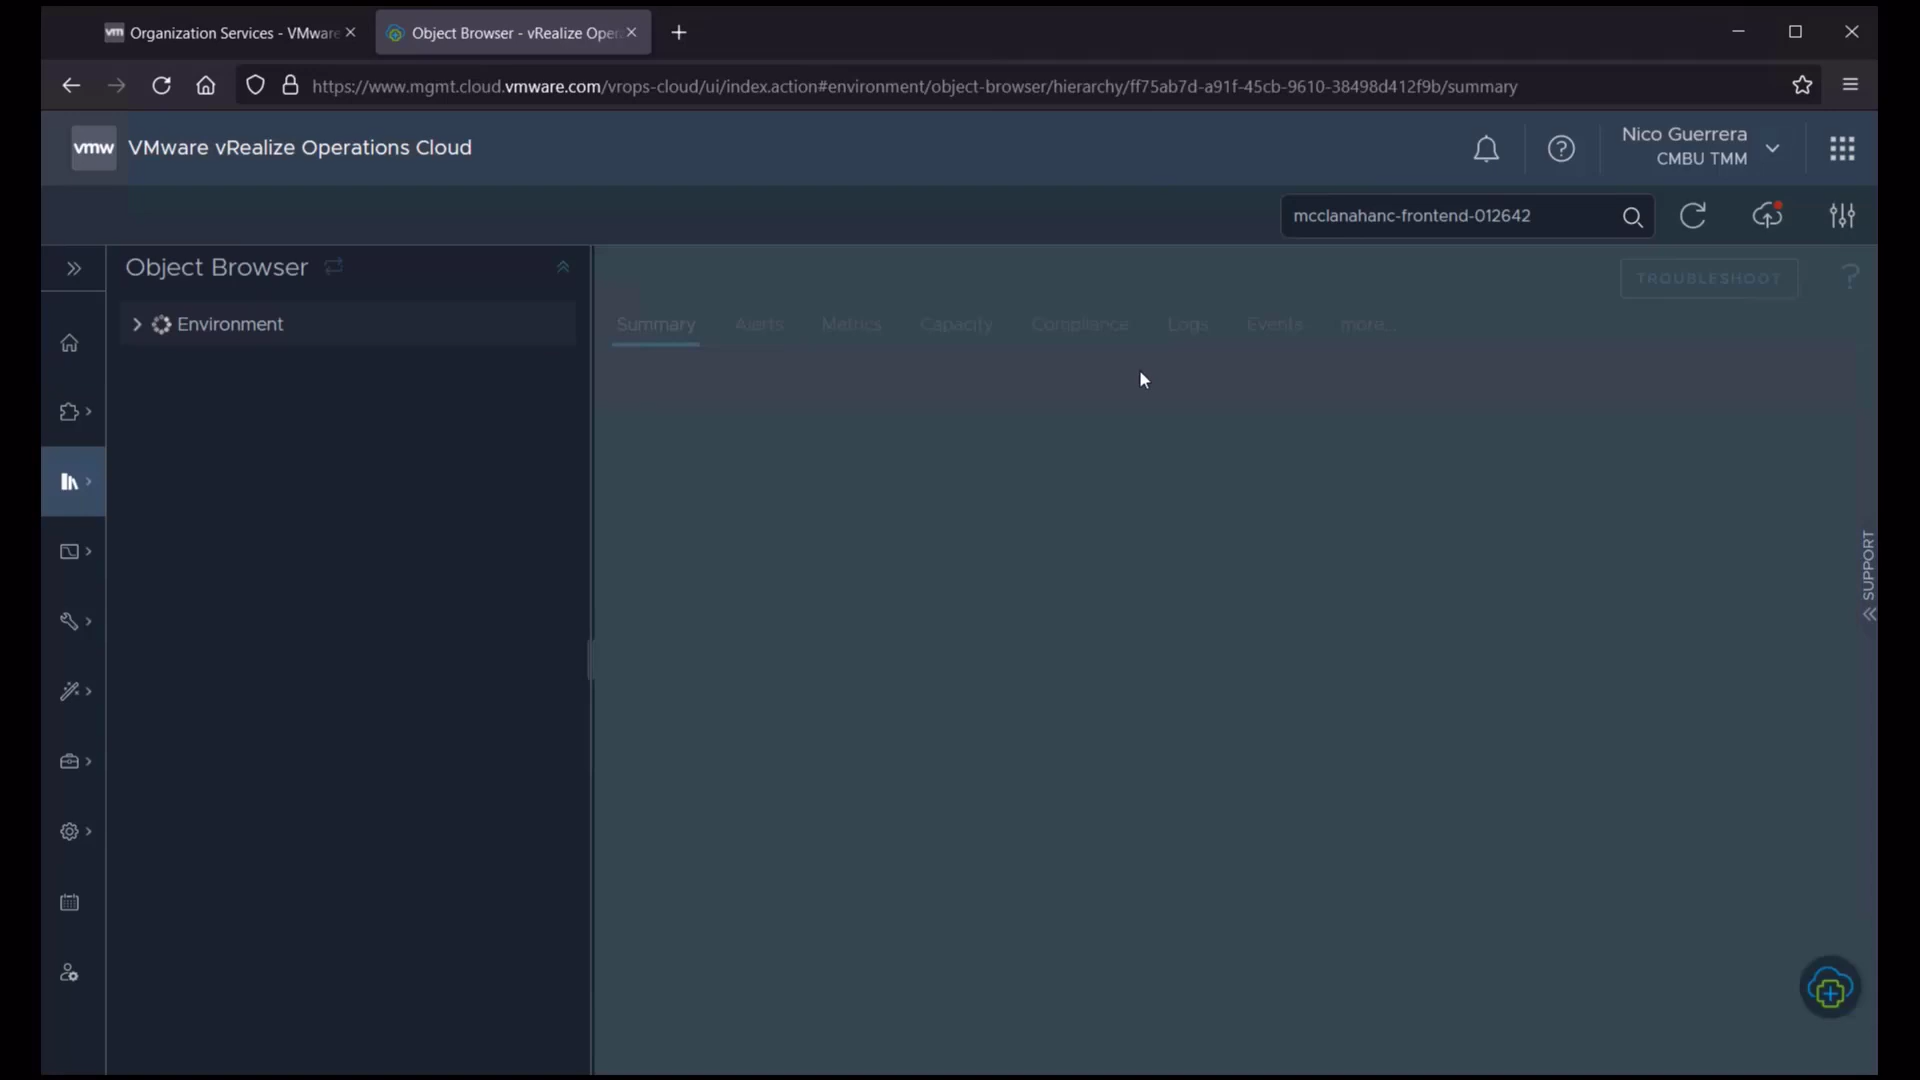 vm Organization Services - VMware
Object Browser - vRealize Oper
https://www.mgmt.cloud.vmware.com/vrops-cloud/ui/index.action#environment/object-browser/hierarchy/ff75ab7d-a91f-45cb-9610-38498d412f9b/summary
vmw VMware vRealize Operations Cloud
Nico Guerrera
CMBU TMM
mcclanahanc-frontend-012642
Object Browser
TROUBLESHOOT
Environment
Summary Alerts Metrics Capacity Compliance Logs Events more...
SUPPORT